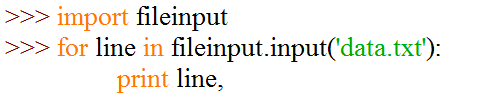 >>> import fileinput
>>> for line in fileinput.input('data.txt'):
print line,